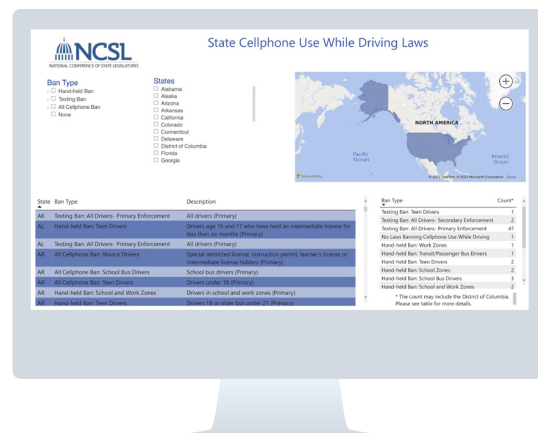 NCSL
NATIONAL CONFERENCE OF STATE LEGISLATURES
State Cellphone Use While Driving Laws
Ban Type
Hand-held Ban
Texting Ban
All Cellphone Ban
None
States
Alabama
Alaska
Arizona
Arkansas
California
Colorado
Connecticut
Delaware
District of Columbia
Florida
Georgia
NORTH AMERICA
Pacific
Ocean
Atlantic
Ocean
Microsoft Corporation Terms
State Ban Type Description
AK Texting Ban: All Drivers- Primary Enforcement All drivers (Primary)
AL Hand-held Ban: Teen Drivers Drivers age 16 and 17 who have held an intermediate license for
less than six months (Primary)
AL Texting Ban: All Drivers- Primary Enforcement All drivers (Primary)
AR All Cellphone Ban: Novice Drivers Special restricted license, instruction permit, learner's license or
intermediate license holders (Primary)
AR All Cellphone Ban: School Bus Drivers School bus drivers (Primary)
AR All Cellphone Ban: Teen Drivers Drivers under 18 (Primary)
AR Hand-held Ban: School and Work Zones Drivers in school and work zones (Primary)
AR Hand-held Ban: Teen Drivers Drivers 18 or older but under 21 (Primary)
Ban Type Count*
Texting Ban: Teen Drivers 1
Texting Ban: All Drivers- Secondary Enforcement 2
Texting Ban: All Drivers- Primary Enforcement 47
No Laws Banning Cellphone Use While Driving 1
Hand-held Ban: Work Zones 1
Hand-held Ban: Transit/Passenger Bus Drivers 1
Hand-held Ban: Teen Drivers 2
Hand-held Ban: School Zones 2
Hand-held Ban: School Bus Drivers 3
Hand-held Ban: School and Work Zones 2
* The count may include the District of Columbia.
Please see table for more details.